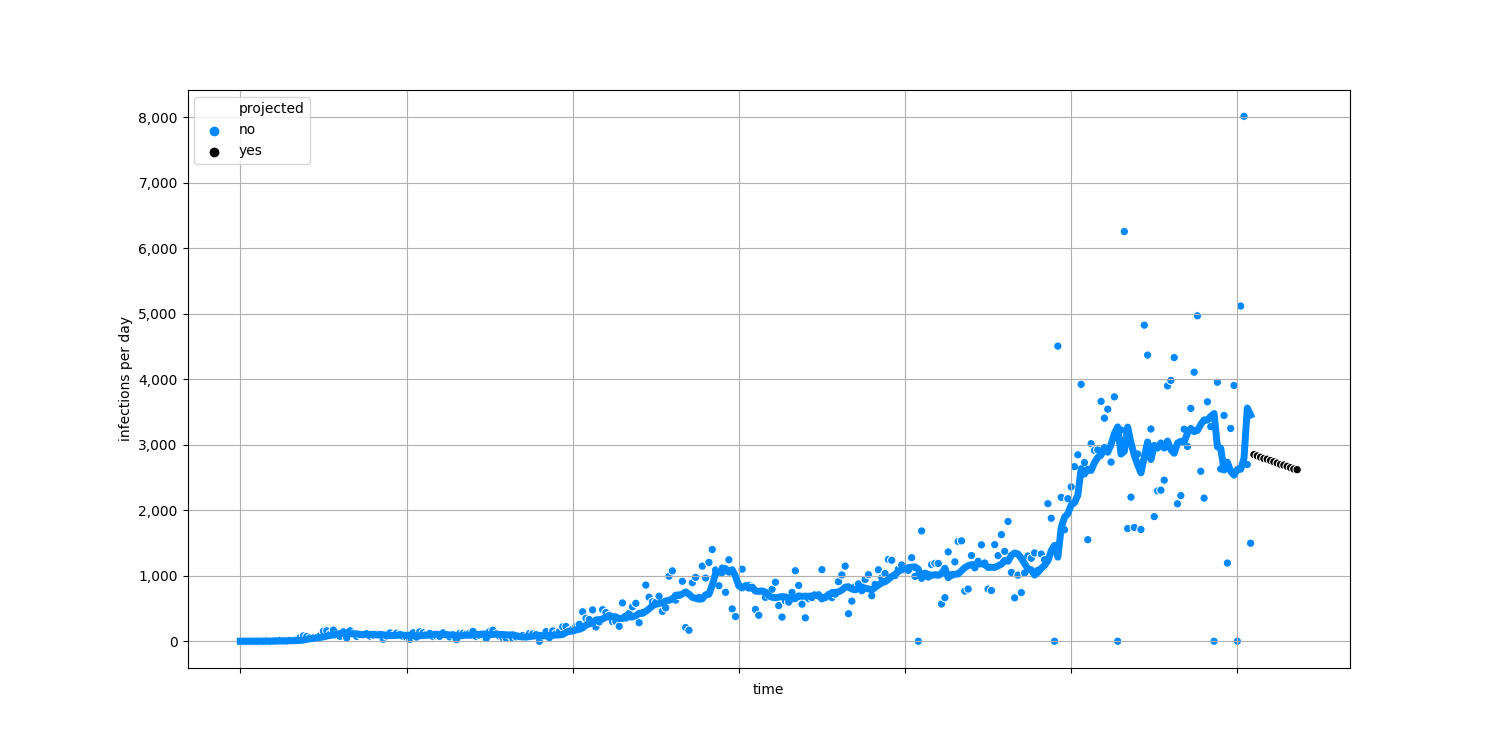 projected
no
yes
8,000
7,000
6,000
5,000
4,000
3,000
2,000
1,000
0
infections per day
time